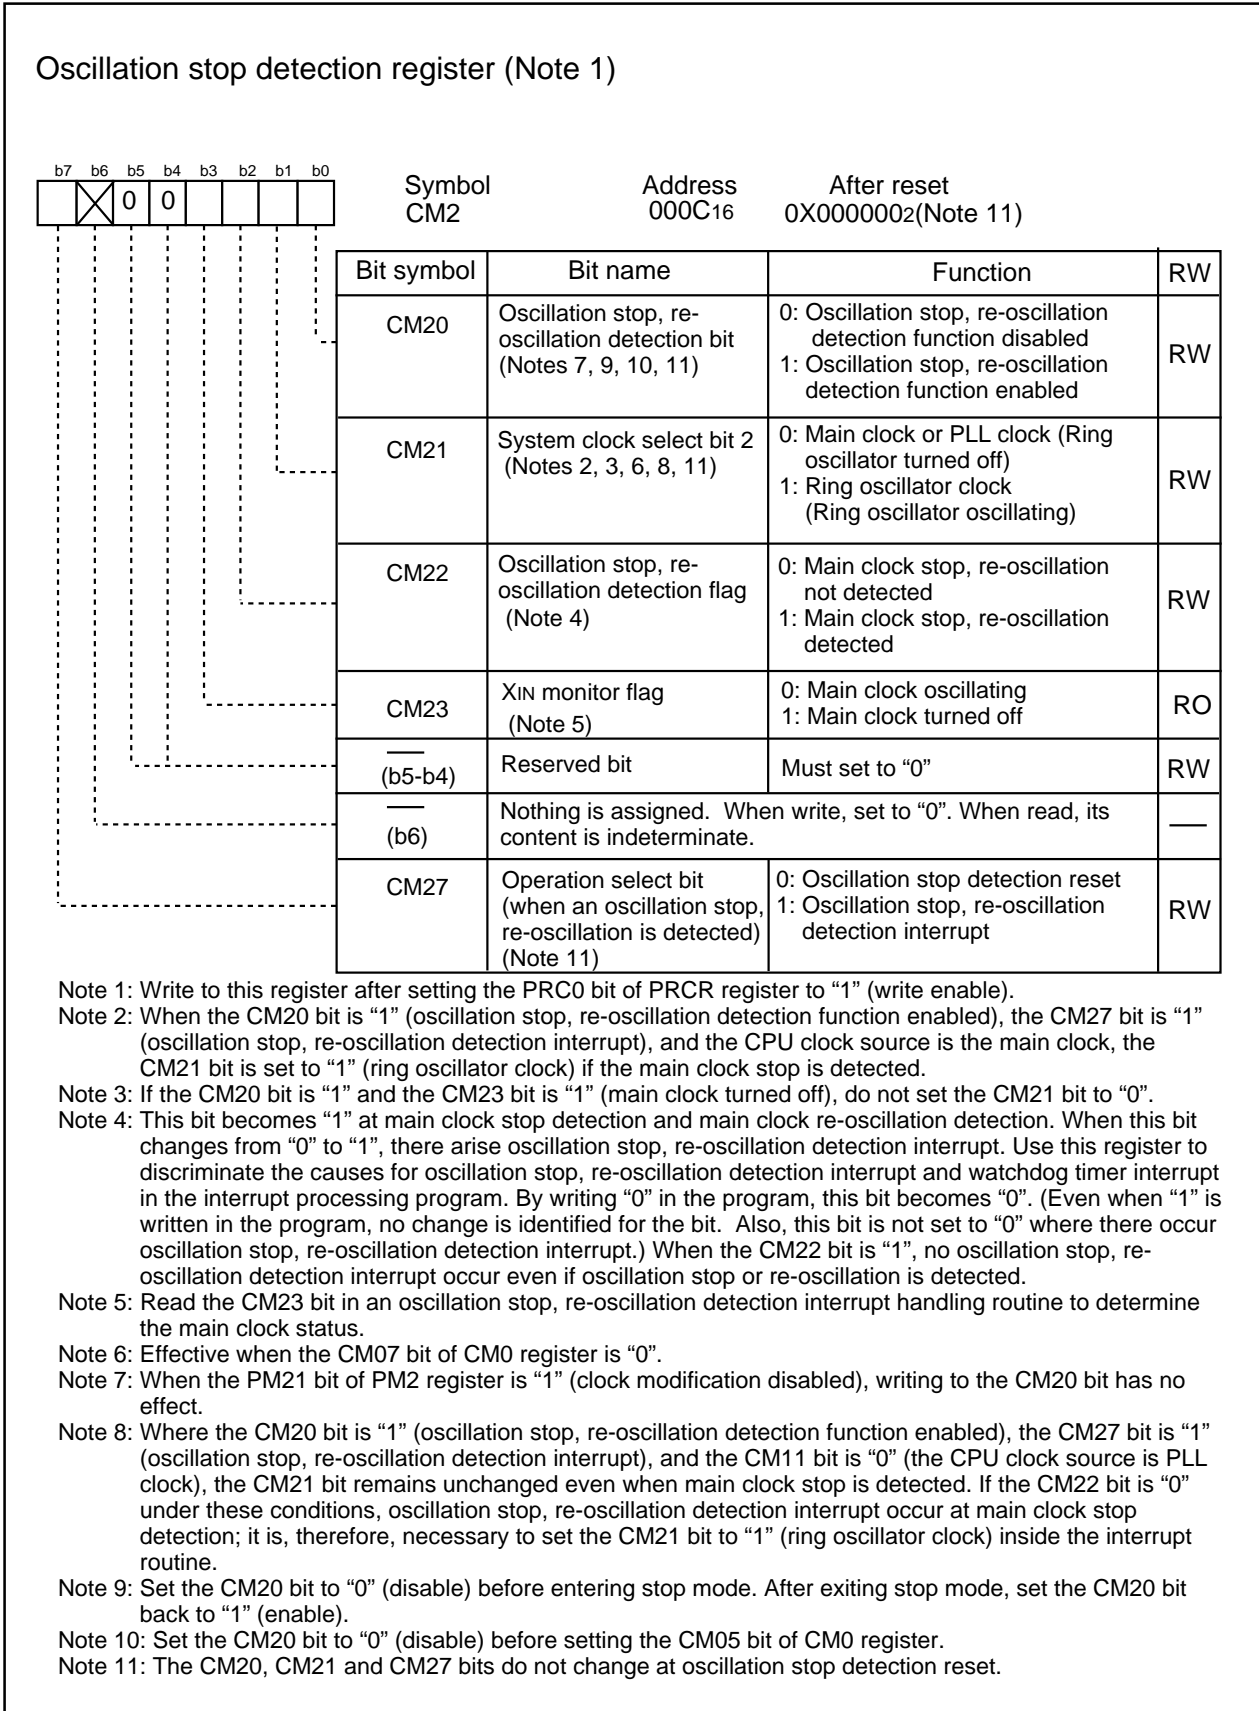 Oscillation stop detection register (Note 1)
b7 b6 b5 b4 b3 b2 b1 b0
0 0
Symbol Address After reset
CM2 000C16 0X0000002(Note 11)
Bit symbol Bit name Function RW
CM20 Oscillation stop, re-
oscillation detection bit
(Notes 7, 9, 10, 11)
0: Oscillation stop, re-oscillation
detection function disabled
1: Oscillation stop, re-oscillation
detection function enabled
RW
CM21 System clock select bit 2
(Notes 2, 3, 6, 8, 11)
0: Main clock or PLL clock (Ring
oscillator turned off)
1: Ring oscillator clock
(Ring oscillator oscillating)
RW
CM22 Oscillation stop, re-
oscillation detection flag
(Note 4)
0: Main clock stop, re-oscillation
not detected
1: Main clock stop, re-oscillation
detected
RW
CM23 XIN monitor flag
(Note 5)
0: Main clock oscillating
1: Main clock turned off
RO
(b5-b4) Reserved bit Must set to “0” RW
(b6) Nothing is assigned. When write, set to “0”. When read, its
content is indeterminate.
CM27 Operation select bit
(when an oscillation stop,
re-oscillation is detected)
(Note 11)
0: Oscillation stop detection reset
1: Oscillation stop, re-oscillation
detection interrupt
RW
Note 1: Write to this register after setting the PRC0 bit of PRCR register to “1” (write enable).
Note 2: When the CM20 bit is “1” (oscillation stop, re-oscillation detection function enabled), the CM27 bit is “1”
(oscillation stop, re-oscillation detection interrupt), and the CPU clock source is the main clock, the
CM21 bit is set to “1” (ring oscillator clock) if the main clock stop is detected.
Note 3: If the CM20 bit is “1” and the CM23 bit is “1” (main clock turned off), do not set the CM21 bit to “0”.
Note 4: This bit becomes “1” at main clock stop detection and main clock re-oscillation detection. When this bit
changes from “0” to “1”, there arise oscillation stop, re-oscillation detection interrupt. Use this register to
discriminate the causes for oscillation stop, re-oscillation detection interrupt and watchdog timer interrupt
in the interrupt processing program. By writing “0” in the program, this bit becomes “0”. (Even when “1” is
written in the program, no change is identified for the bit. Also, this bit is not set to “0” where there occur
oscillation stop, re-oscillation detection interrupt.) When the CM22 bit is “1”, no oscillation stop, re-
oscillation detection interrupt occur even if oscillation stop or re-oscillation is detected.
Note 5: Read the CM23 bit in an oscillation stop, re-oscillation detection interrupt handling routine to determine
the main clock status.
Note 6: Effective when the CM07 bit of CM0 register is “0”.
Note 7: When the PM21 bit of PM2 register is “1” (clock modification disabled), writing to the CM20 bit has no
effect.
Note 8: Where the CM20 bit is “1” (oscillation stop, re-oscillation detection function enabled), the CM27 bit is “1”
(oscillation stop, re-oscillation detection interrupt), and the CM11 bit is “0” (the CPU clock source is PLL
clock), the CM21 bit remains unchanged even when main clock stop is detected. If the CM22 bit is “0”
under these conditions, oscillation stop, re-oscillation detection interrupt occur at main clock stop
detection; it is, therefore, necessary to set the CM21 bit to “1” (ring oscillator clock) inside the interrupt
routine.
Note 9: Set the CM20 bit to “0” (disable) before entering stop mode. After exiting stop mode, set the CM20 bit
back to “1” (enable).
Note 10: Set the CM20 bit to “0” (disable) before setting the CM05 bit of CM0 register.
Note 11: The CM20, CM21 and CM27 bits do not change at oscillation stop detection reset.